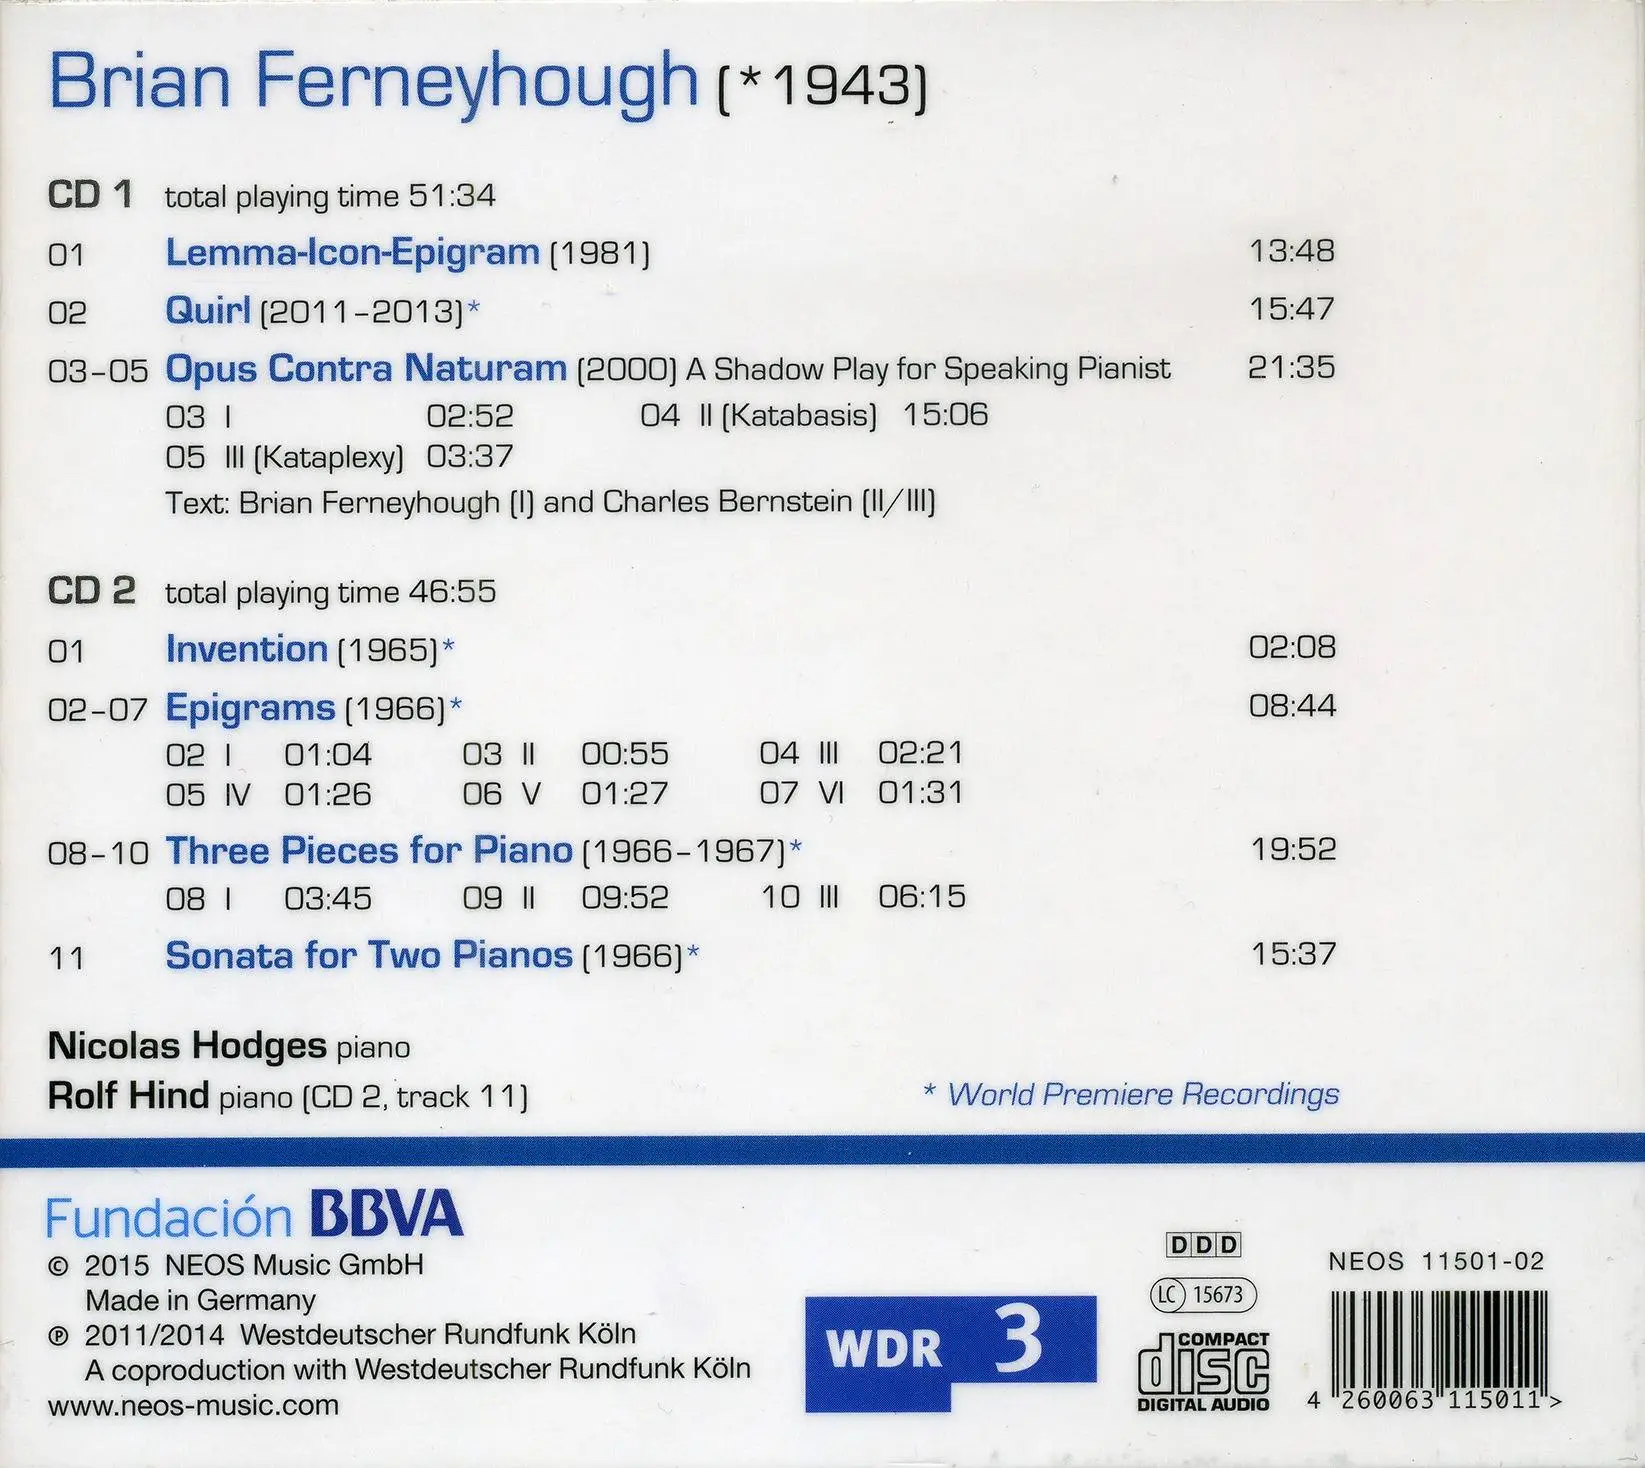 Brian Ferneyhough (*1943)
CD 1 total playing time 51:34
01 Lemma-Icon-Epigram (1981) 13:48
02 Quirl (2011–2013)* 15:47
03–05 Opus Contra Naturam (2000) A Shadow Play for Speaking Pianist 21:35
03 I 02:52 04 II (Katabasis) 15:06
05 III (Kataplexy) 03:37
Text: Brian Ferneyhough (I) and Charles Bernstein (II/III)
CD 2 total playing time 46:55
01 Invention (1965)* 02:08
02–07 Epigrams (1966)* 08:44
02 I 01:04 03 II 00:55 04 III 02:21
05 IV 01:26 06 V 01:27 07 VI 01:31
08–10 Three Pieces for Piano (1966–1967)* 19:52
08 I 03:45 09 II 09:52 10 III 06:15
11 Sonata for Two Pianos (1966)* 15:37
Nicolas Hodges piano
Rolf Hind piano (CD 2, track 11)
* World Premiere Recordings
Fundación BBVA
© 2015 NEOS Music GmbH
Made in Germany
℗ 2011/2014 Westdeutscher Rundfunk Köln
A coproduction with Westdeutscher Rundfunk Köln
www.neos-music.com
WDR 3
DDD
LC 15673
COMPACT
disc
DIGITAL AUDIO
NEOS 11501-02
4 260063 115011 >